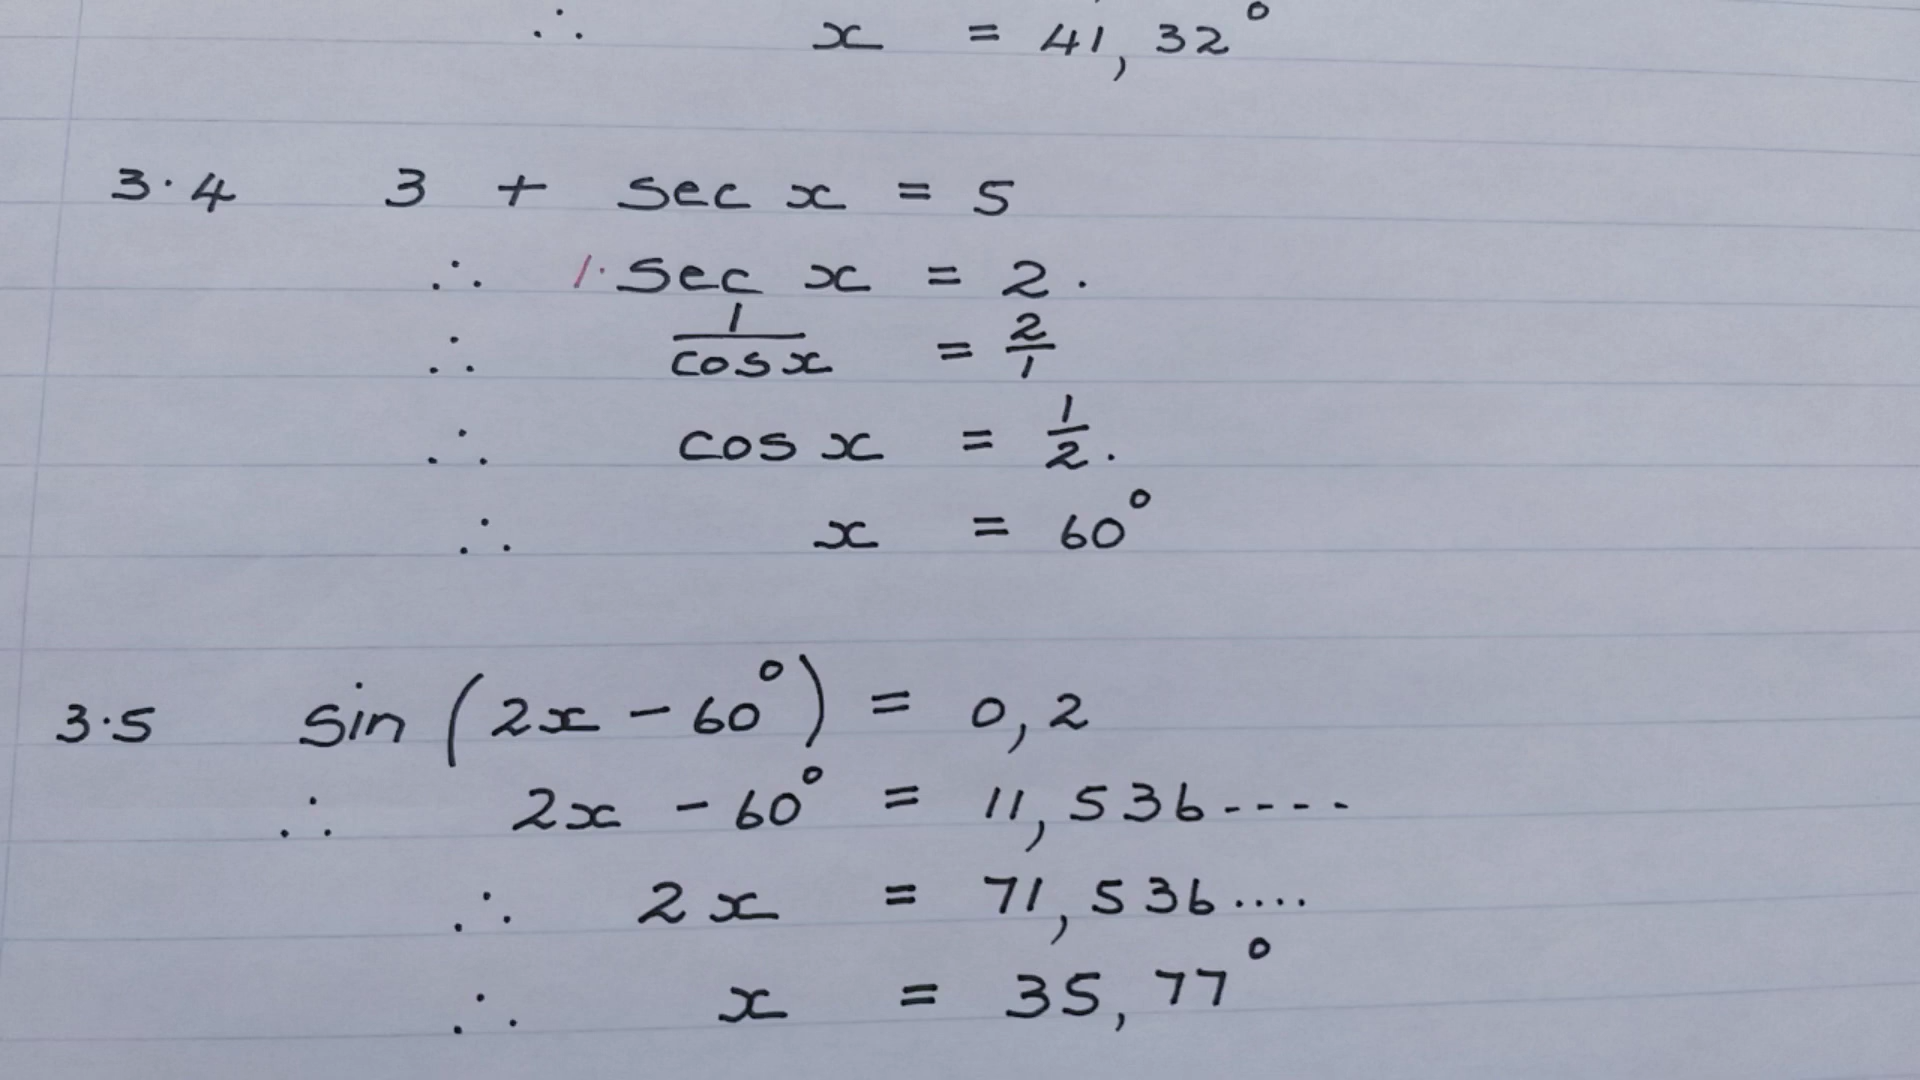 ∴ x = 41,32°
3.4 3 + sec x = 5
∴ 1. sec x = 2.
∴ 1/cos x = 2/1
∴ cos x = 1/2.
∴ x = 60°
3.5 sin (2x - 60°) = 0,2
∴ 2x - 60° = 11,536----
∴ 2x = 71,536....
∴ x = 35,77°